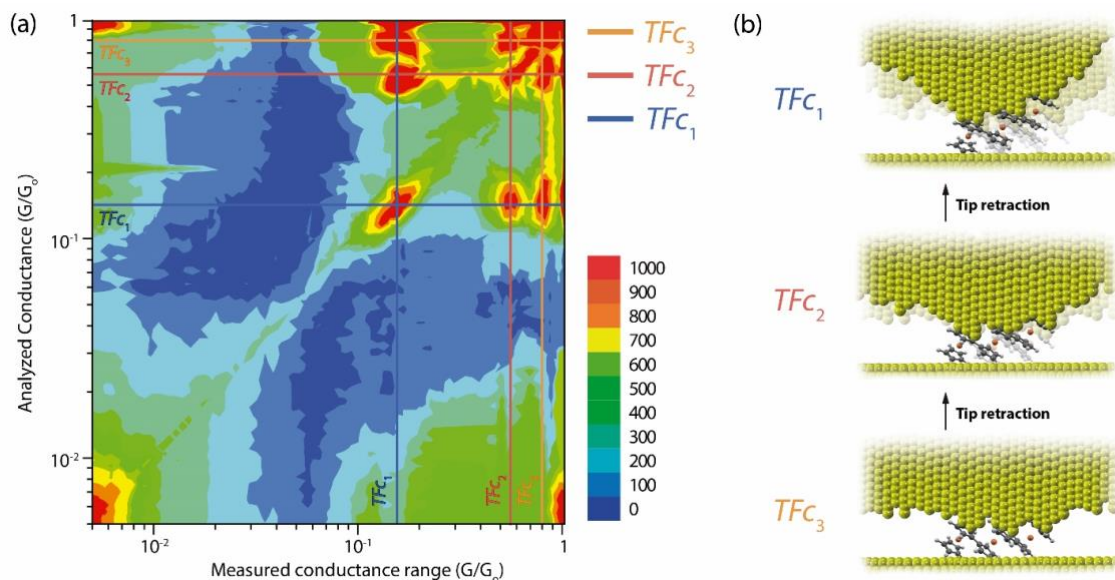 (a)
1
10⁻¹
10⁻²
Analyzed Conductance (G/G₀)
TFc₃
TFc₂
TFc₁
TFc₁
TFc₂
TFc₃
10⁻²
10⁻¹
1
Measured conductance range (G/G₀)
TFc₃
TFc₂
TFc₁
1000
900
800
700
600
500
400
300
200
100
0
(b)
TFc₁
Tip retraction
TFc₂
Tip retraction
TFc₃